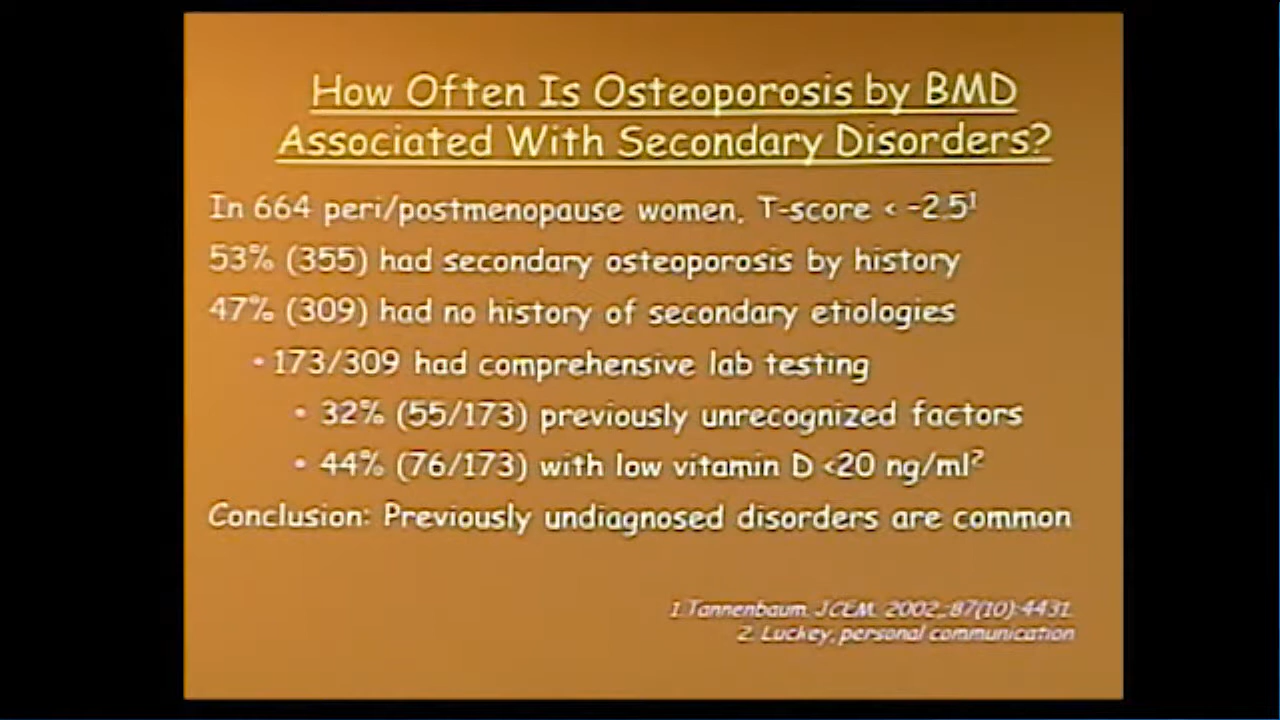 How Often Is Osteoporosis by BMD
Associated With Secondary Disorders?
In 664 peri/postmenopause women, T-score < -2.5¹
53% (355) had secondary osteoporosis by history
47% (309) had no history of secondary etiologies
• 173/309 had comprehensive lab testing
• 32% (55/173) previously unrecognized factors
• 44% (76/173) with low vitamin D <20 ng/ml²
Conclusion: Previously undiagnosed disorders are common
1.Tannenbaum. JCEM. 2002,:87(10):4431.
2. Luckey, personal communication